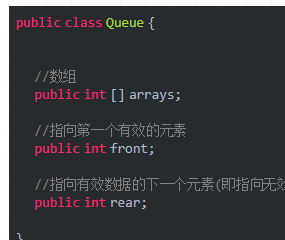 public class Queue {
//数组
public int [] arrays;
//指向第一个有效的元素
public int front;
//指向有效数据的下一个元素(即指向无效
public int rear;
}